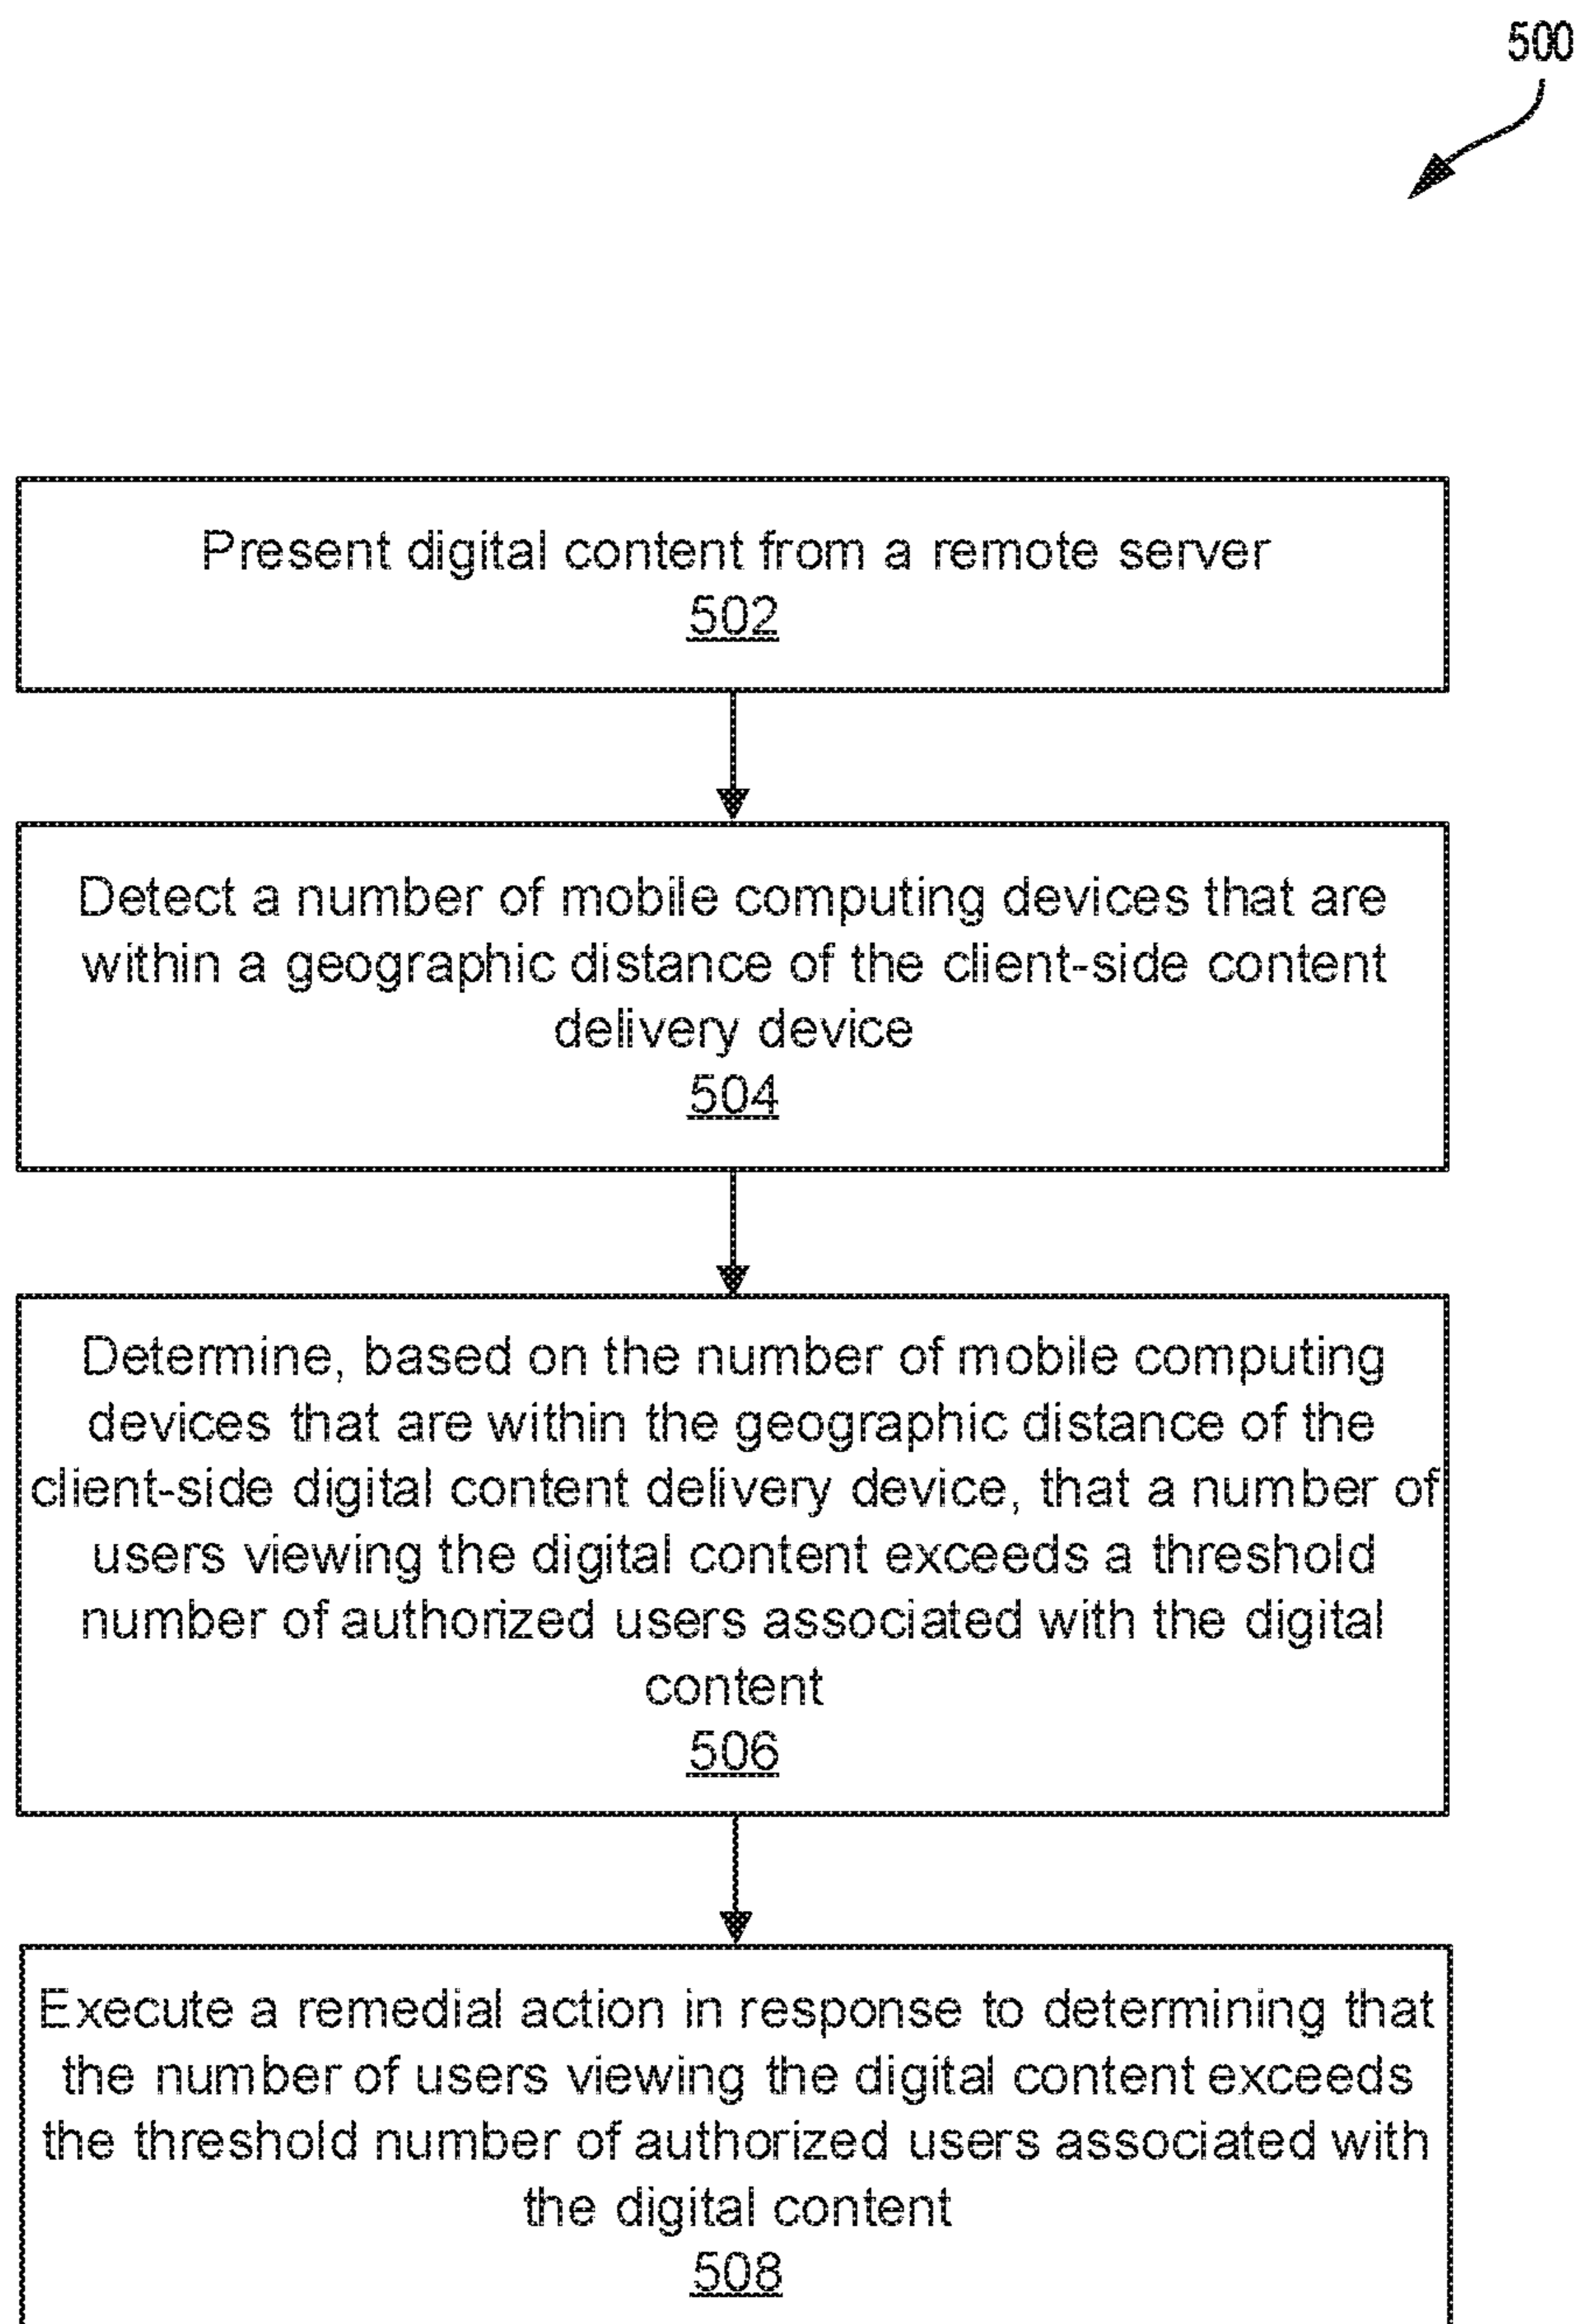 500
Present digital content from a remote server
502
Detect a number of mobile computing devices that are
within a geographic distance of the client-side content
delivery device
504
Determine, based on the number of mobile computing
devices that are within the geographic distance of the
client-side digital content delivery device, that a number of
users viewing the digital content exceeds a threshold
number of authorized users associated with the digital
content
506
Execute a remedial action in response to determining that
the number of users viewing the digital content exceeds
the threshold number of authorized users associated with
the digital content
508